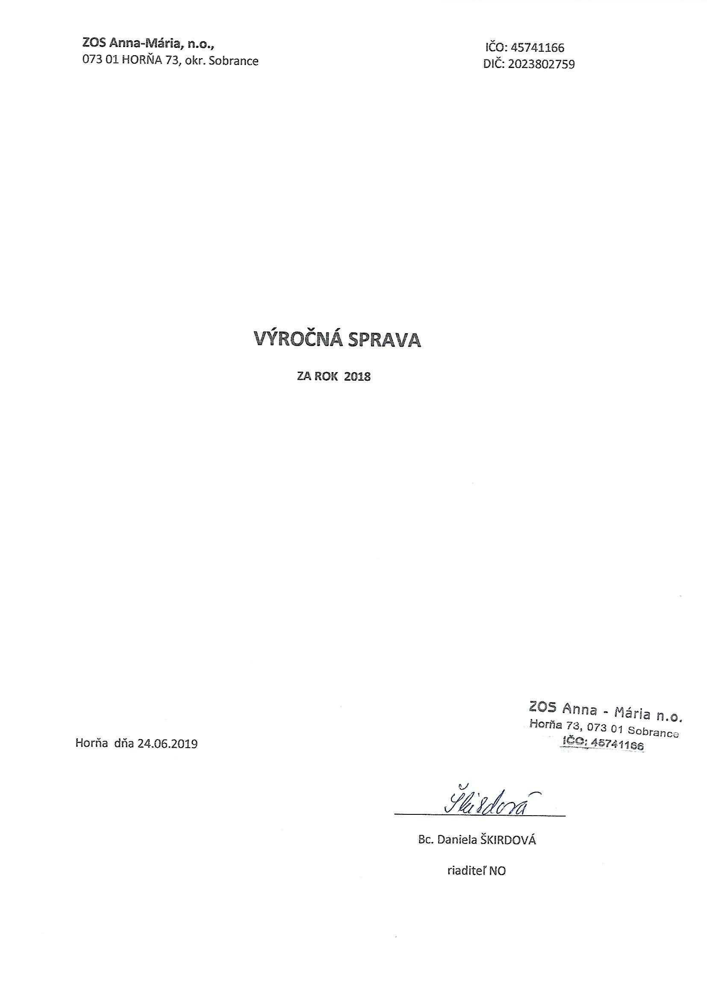 ZOS Anna-Mária, n.o.,
073 01 HORŇA 73, okr. Sobrance
IČO: 45741166
DIČ: 2023802759
VÝROČNÁ SPRAVA
ZA ROK 2018
ZOS Anna - Mária n.o.
Horňa 73, 073 01 Sobrance
IČO: 45741166
Horňa dňa 24.06.2019
Škirdová
Bc. Daniela ŠKIRDOVÁ
riaditeľ NO